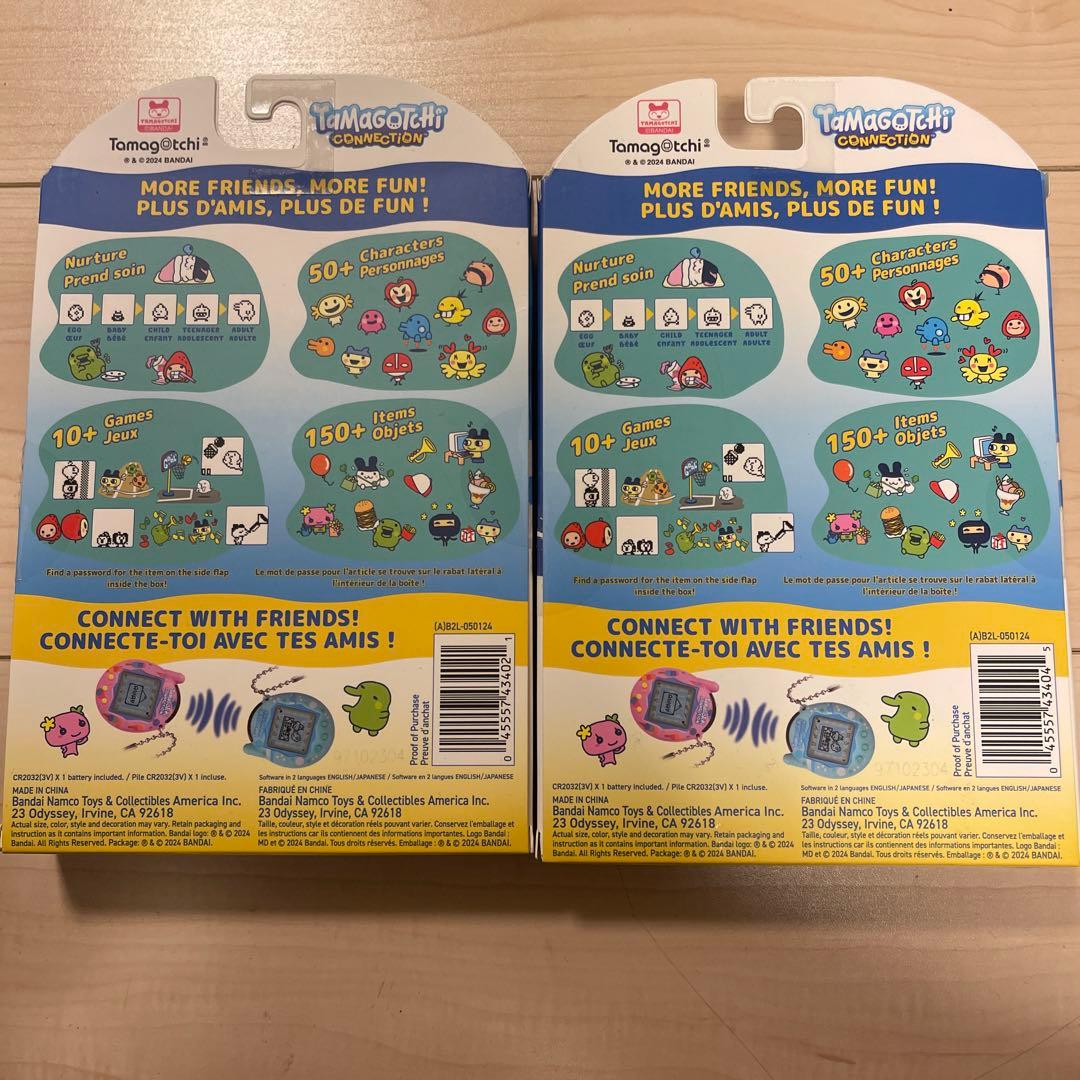 TAMAGOTCHI
©BANDAI
Tamagotchi
® & © 2024 BANDAI
TAMAGOTCHI
CONNECTION
MORE FRIENDS, MORE FUN!
PLUS D'AMIS, PLUS DE FUN !
Nurture
Prend soin
EGG BABY CHILD TEENAGER ADULT
ŒUF BÉBÉ ENFANT ADOLESCENT ADULTE
50+ Characters
Personnages
10+ Games
Jeux
150+ Items
Objets
Find a password for the item on the side flap
inside the box!
Le mot de passe pour l'article se trouve sur le rabat latéral à
l'intérieur de la boîte !
CONNECT WITH FRIENDS!
CONNECTE-TOI AVEC TES AMIS !
(A)B2L-050124
Proof of Purchase
Preuve d'anchat
0 45557 43402 1
97102304
CR2032(3V) X 1 battery included. / Pile CR2032(3V) X 1 incluse.
Software in 2 languages ENGLISH/JAPANESE / Software en 2 langues ENGLISH/JAPANESE
MADE IN CHINA
Bandai Namco Toys & Collectibles America Inc.
23 Odyssey, Irvine, CA 92618
Actual size, color, style and decoration may vary. Retain packaging and
instruction as it contains important information. Bandai logo: ® & © 2024
Bandai. All Rights Reserved. Package: ® & © 2024 BANDAI.
FABRIQUÉ EN CHINE
Bandai Namco Toys & Collectibles America Inc.
23 Odyssey, Irvine, CA 92618
Taille, couleur, style et décoration réels pouvant varier. Conservez l'emballage et
les instructions car ils contiennent des informations importantes. Logo Bandai :
MD et © 2024 Bandai. Tous droits réservés. Emballage : ® & © 2024 BANDAI.
TAMAGOTCHI
©BANDAI
Tamagotchi
® & © 2024 BANDAI
TAMAGOTCHI
CONNECTION
MORE FRIENDS, MORE FUN!
PLUS D'AMIS, PLUS DE FUN !
Nurture
Prend soin
EGG BABY CHILD TEENAGER ADULT
ŒUF BÉBÉ ENFANT ADOLESCENT ADULTE
50+ Characters
Personnages
10+ Games
Jeux
150+ Items
Objets
Find a password for the item on the side flap
inside the box!
Le mot de passe pour l'article se trouve sur le rabat latéral à
l'intérieur de la boîte !
CONNECT WITH FRIENDS!
CONNECTE-TOI AVEC TES AMIS !
(A)B2L-050124
Proof of Purchase
Preuve d'anchat
0 45557 43404 5
97102304
CR2032(3V) X 1 battery included. / Pile CR2032(3V) X 1 incluse.
Software in 2 languages ENGLISH/JAPANESE / Software en 2 langues ENGLISH/JAPANESE
MADE IN CHINA
Bandai Namco Toys & Collectibles America Inc.
23 Odyssey, Irvine, CA 92618
Actual size, color, style and decoration may vary. Retain packaging and
instruction as it contains important information. Bandai logo: ® & © 2024
Bandai. All Rights Reserved. Package: ® & © 2024 BANDAI.
FABRIQUÉ EN CHINE
Bandai Namco Toys & Collectibles America Inc.
23 Odyssey, Irvine, CA 92618
Taille, couleur, style et décoration réels pouvant varier. Conservez l'emballage et
les instructions car ils contiennent des informations importantes. Logo Bandai :
MD et © 2024 Bandai. Tous droits réservés. Emballage : ® & © 2024 BANDAI.